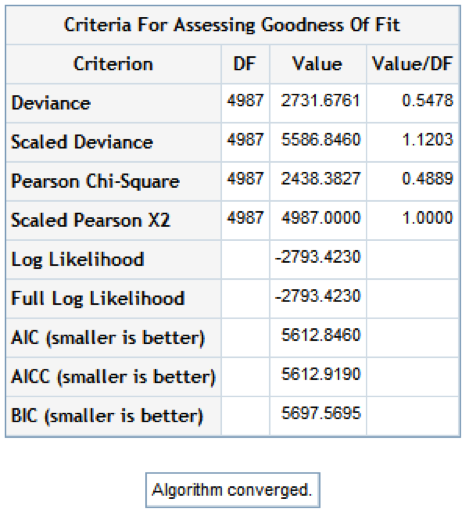 Criteria For Assessing Goodness Of Fit
Criterion DF Value Value/DF
Deviance 4987 2731.6761 0.5478
Scaled Deviance 4987 5586.8460 1.1203
Pearson Chi-Square 4987 2438.3827 0.4889
Scaled Pearson X2 4987 4987.0000 1.0000
Log Likelihood -2793.4230
Full Log Likelihood -2793.4230
AIC (smaller is better) 5612.8460
AICC (smaller is better) 5612.9190
BIC (smaller is better) 5697.5695
Algorithm converged.